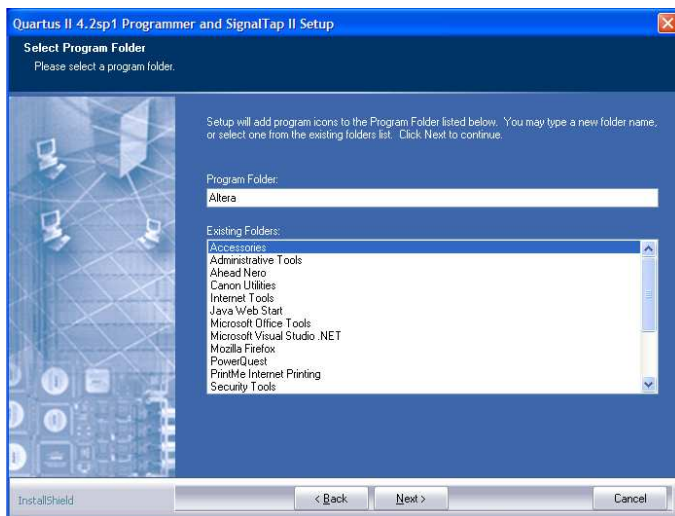 Quartus II 4.2sp1 Programmer and SignalTap II Setup
Select Program Folder
Please select a program folder.
Setup will add program icons to the Program Folder listed below. You may type a new folder name,
or select one from the existing folders list. Click Next to continue.
Program Folder:
Altera
Existing Folders:
Accessories
Administrative Tools
Ahead Nero
Canon Utilities
Internet Tools
Java Web Start
Microsoft Office Tools
Microsoft Visual Studio .NET
Mozilla Firefox
PowerQuest
PrintMe Internet Printing
Security Tools
InstallShield
< Back
Next >
Cancel